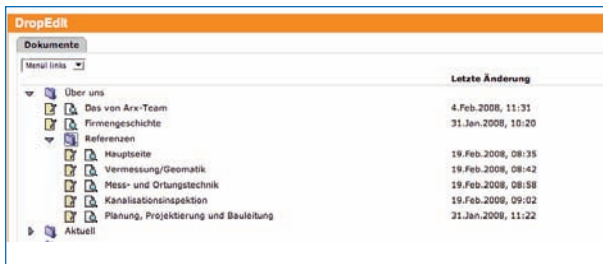 DropEdit
Dokumente
Menül links
Letzte Änderung
Über uns
Das von Arx-Team 4.Feb.2008, 11:31
Firmengeschichte 31.Jan.2008, 10:20
Referenzen
Hauptseite 19.Feb.2008, 08:35
Vermessung/Geomatik 19.Feb.2008, 08:42
Mess- und Ortungstechnik 19.Feb.2008, 08:58
Kanalisationsinspektion 19.Feb.2008, 09:02
Planung, Projektierung und Bauleitung 31.Jan.2008, 11:22
Aktuell